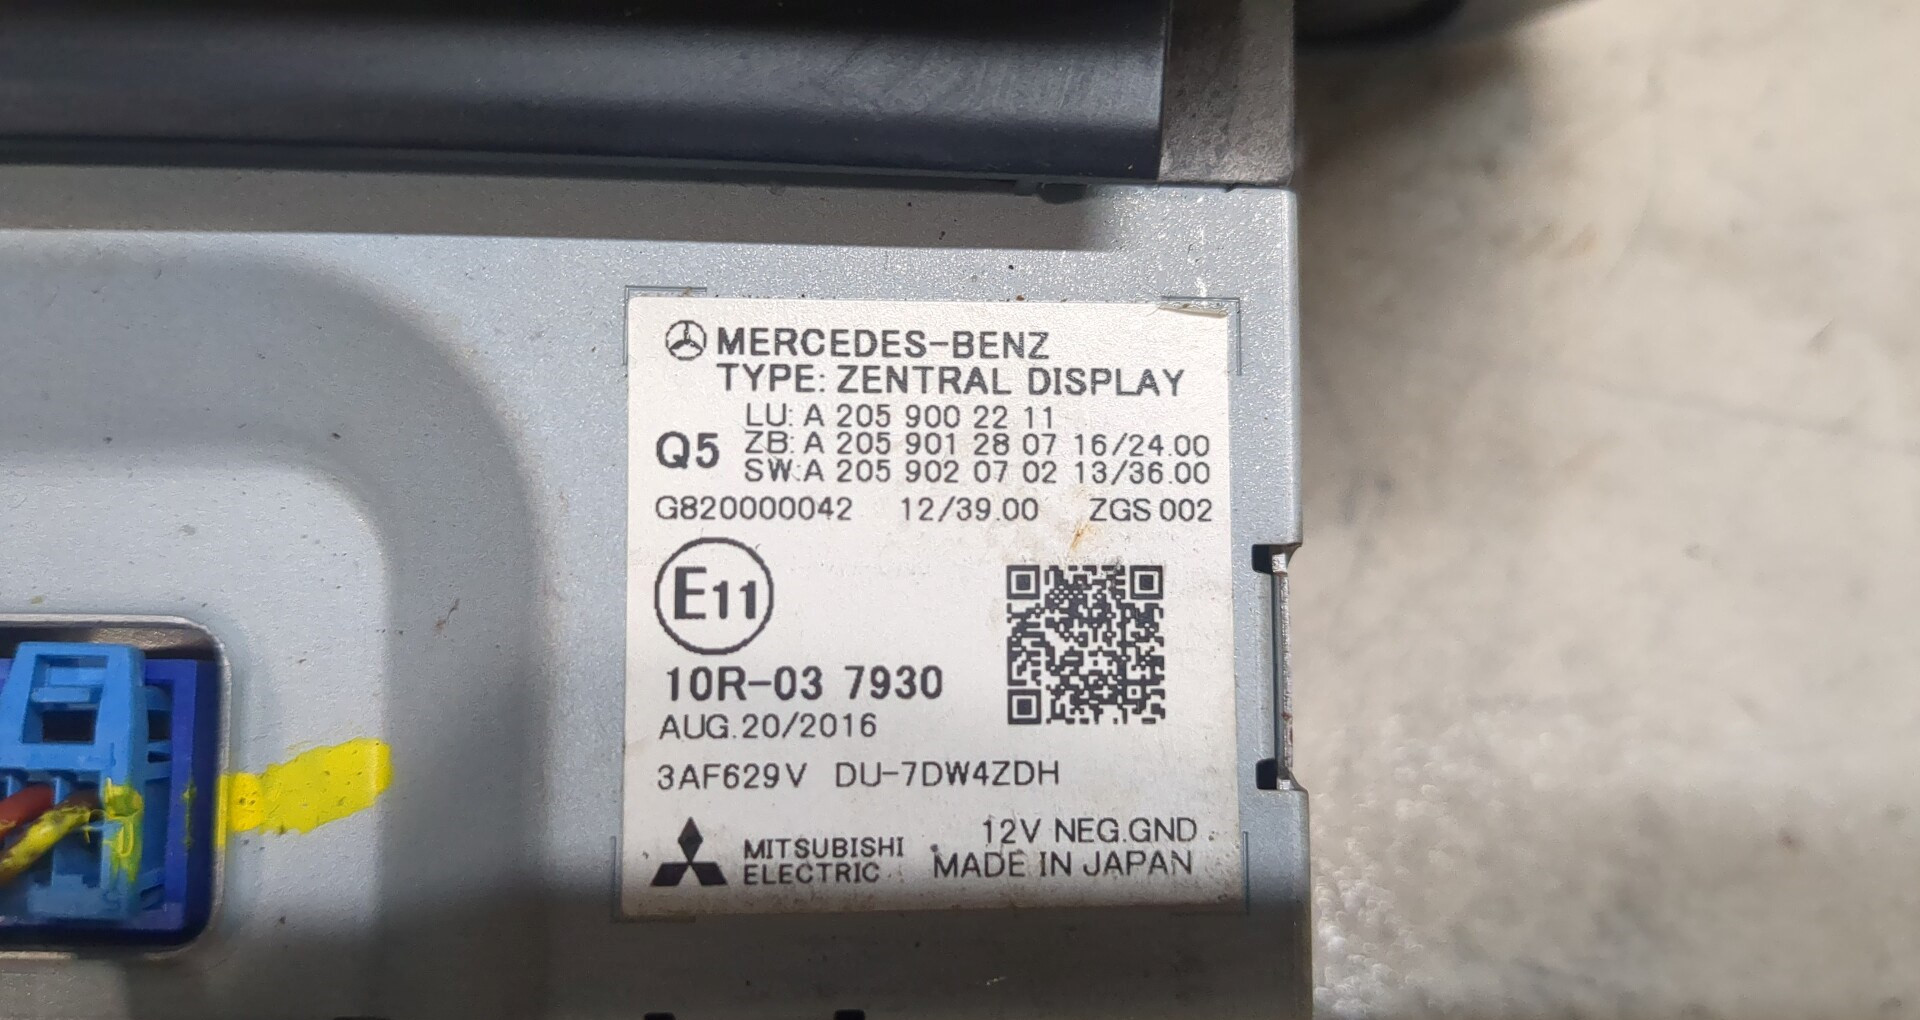 MERCEDES-BENZ
TYPE: ZENTRAL DISPLAY
LU: A 205 900 22 11
Q5 ZB: A 205 901 28 07 16/24.00
SW: A 205 902 07 02 13/36.00
G820000042 12/39.00 ZGS 002
E11
10R-03 7930
AUG.20/2016
3AF629V DU-7DW4ZDH
12V NEG.GND
MITSUBISHI
ELECTRIC
MADE IN JAPAN